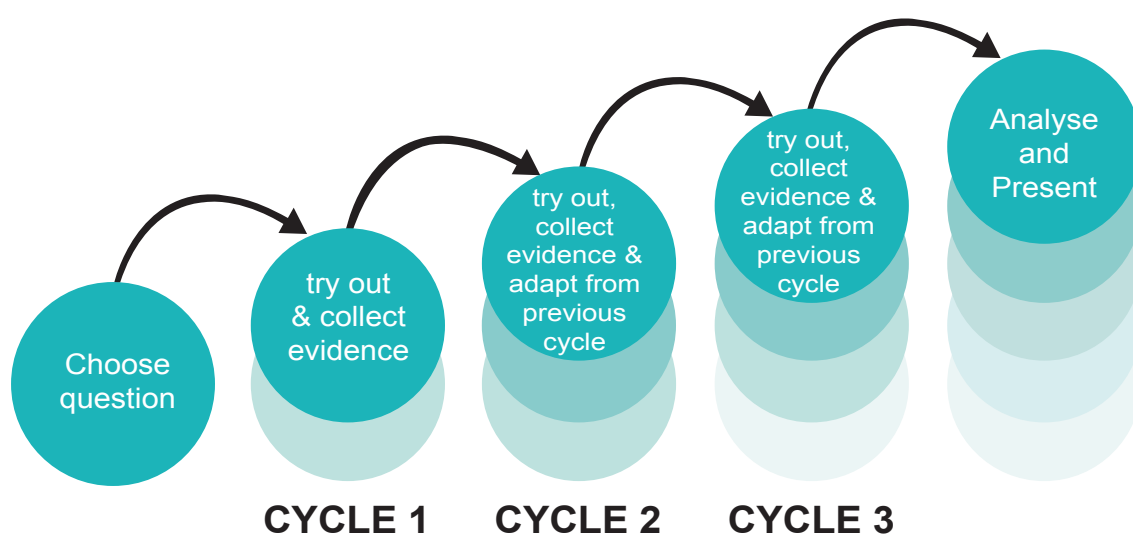 Choose
question
try out
& collect
evidence
try out,
collect
evidence &
adapt from
previous
cycle
try out,
collect
evidence &
adapt from
previous
cycle
Analyse
and
Present
CYCLE 1
CYCLE 2
CYCLE 3